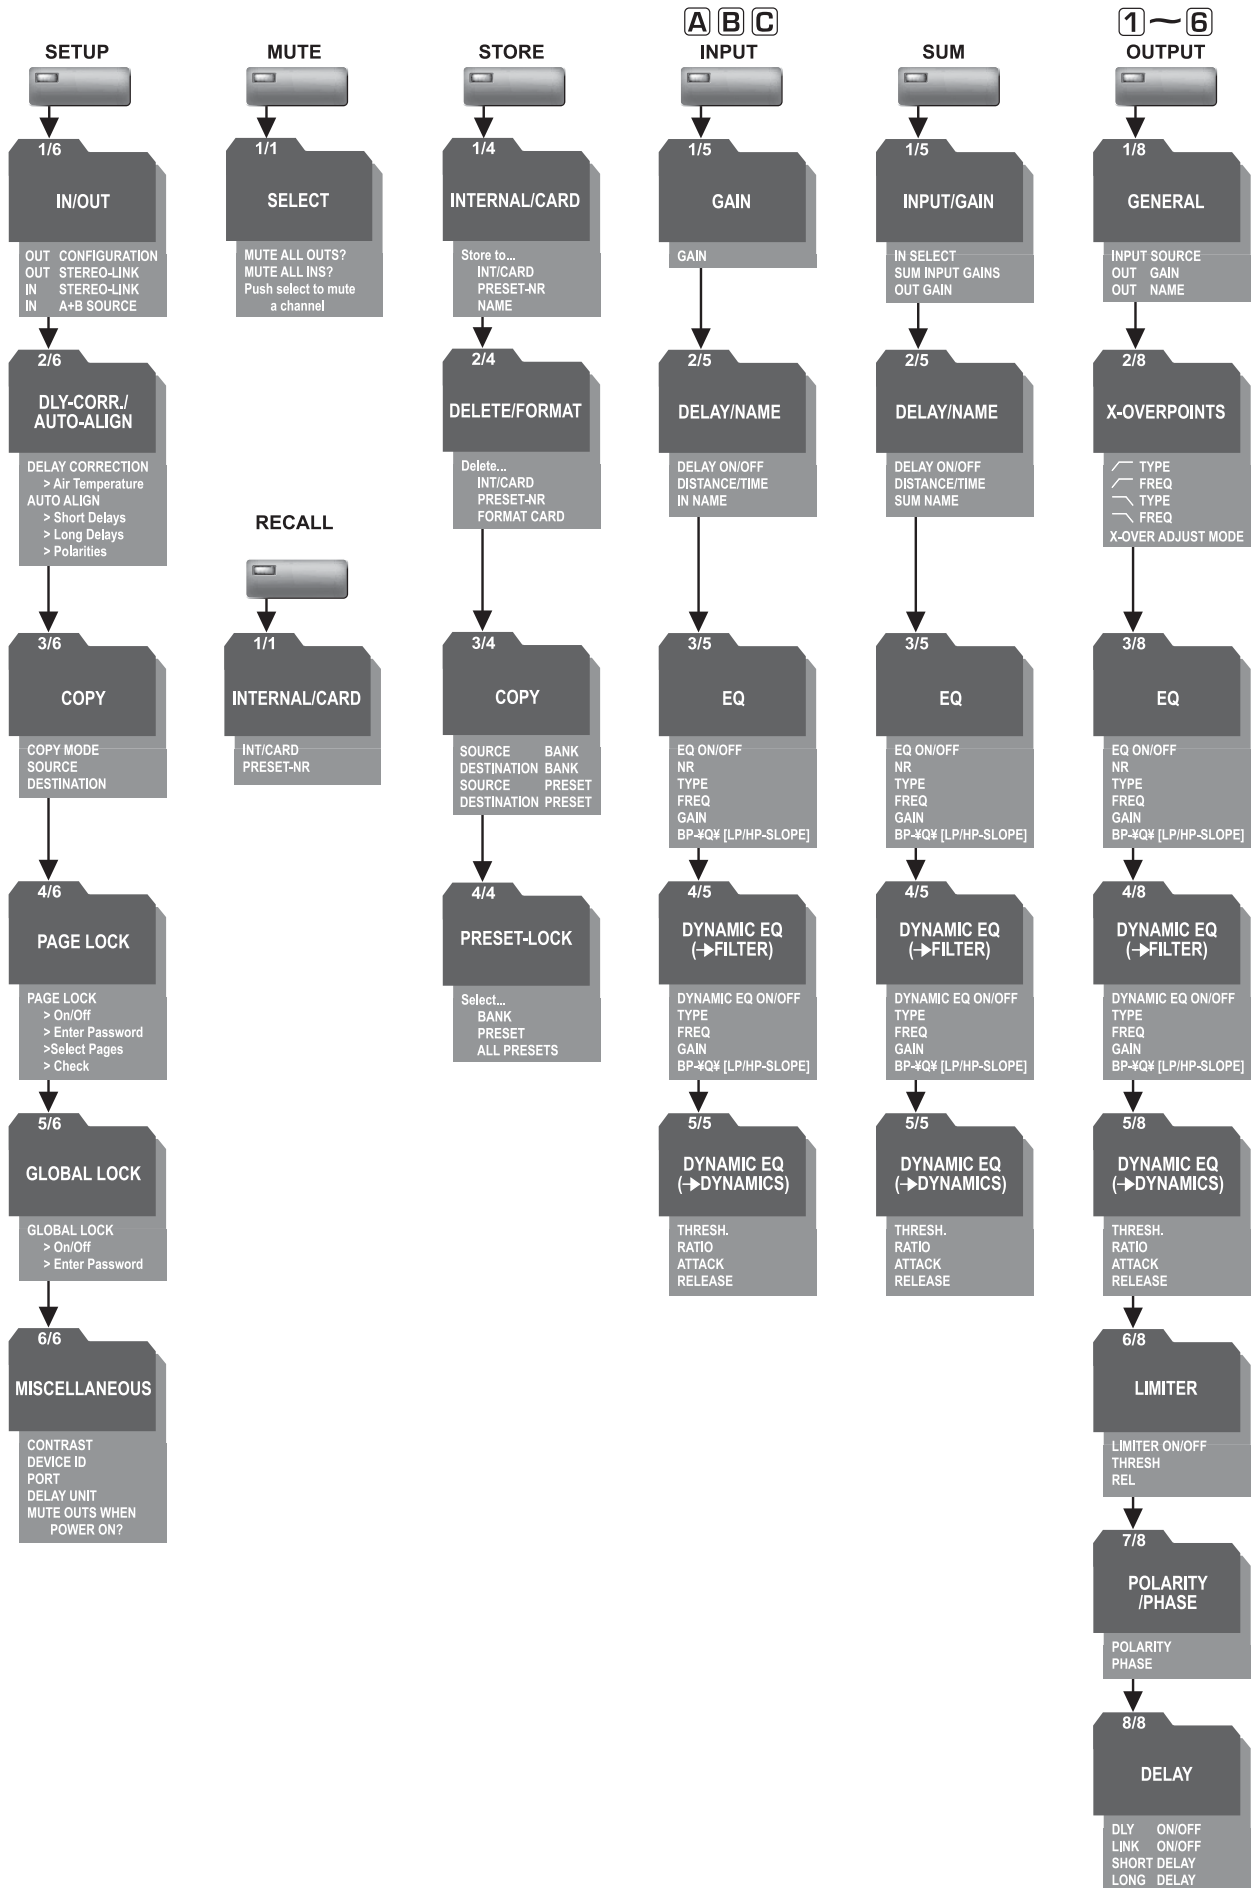 SETUP
1/6
IN/OUT
OUT CONFIGURATION
OUT STEREO-LINK
IN STEREO-LINK
IN A+B SOURCE
2/6
DLY-CORR./
AUTO-ALIGN
DELAY CORRECTION
> Air Temperature
AUTO ALIGN
> Short Delays
> Long Delays
> Polarities
3/6
COPY
COPY MODE
SOURCE
DESTINATION
4/6
PAGE LOCK
PAGE LOCK
> On/Off
> Enter Password
>Select Pages
> Check
5/6
GLOBAL LOCK
GLOBAL LOCK
> On/Off
> Enter Password
6/6
MISCELLANEOUS
CONTRAST
DEVICE ID
PORT
DELAY UNIT
MUTE OUTS WHEN
POWER ON?
MUTE
1/1
SELECT
MUTE ALL OUTS?
MUTE ALL INS?
Push select to mute
a channel
RECALL
1/1
INTERNAL/CARD
INT/CARD
PRESET-NR
STORE
1/4
INTERNAL/CARD
Store to...
INT/CARD
PRESET-NR
NAME
2/4
DELETE/FORMAT
Delete...
INT/CARD
PRESET-NR
FORMAT CARD
3/4
COPY
SOURCE BANK
DESTINATION BANK
SOURCE PRESET
DESTINATION PRESET
4/4
PRESET-LOCK
Select...
BANK
PRESET
ALL PRESETS
A B C
INPUT
1/5
GAIN
GAIN
2/5
DELAY/NAME
DELAY ON/OFF
DISTANCE/TIME
IN NAME
3/5
EQ
EQ ON/OFF
NR
TYPE
FREQ
GAIN
BP-¥Q¥ [LP/HP-SLOPE]
4/5
DYNAMIC EQ
(→FILTER)
DYNAMIC EQ ON/OFF
TYPE
FREQ
GAIN
BP-¥Q¥ [LP/HP-SLOPE]
5/5
DYNAMIC EQ
(→DYNAMICS)
THRESH.
RATIO
ATTACK
RELEASE
SUM
1/5
INPUT/GAIN
IN SELECT
SUM INPUT GAINS
OUT GAIN
2/5
DELAY/NAME
DELAY ON/OFF
DISTANCE/TIME
SUM NAME
3/5
EQ
EQ ON/OFF
NR
TYPE
FREQ
GAIN
BP-¥Q¥ [LP/HP-SLOPE]
4/5
DYNAMIC EQ
(→FILTER)
DYNAMIC EQ ON/OFF
TYPE
FREQ
GAIN
BP-¥Q¥ [LP/HP-SLOPE]
5/5
DYNAMIC EQ
(→DYNAMICS)
THRESH.
RATIO
ATTACK
RELEASE
1~6
OUTPUT
1/8
GENERAL
INPUT SOURCE
OUT GAIN
OUT NAME
2/8
X-OVERPOINTS
TYPE
FREQ
TYPE
FREQ
X-OVER ADJUST MODE
3/8
EQ
EQ ON/OFF
NR
TYPE
FREQ
GAIN
BP-¥Q¥ [LP/HP-SLOPE]
4/8
DYNAMIC EQ
(→FILTER)
DYNAMIC EQ ON/OFF
TYPE
FREQ
GAIN
BP-¥Q¥ [LP/HP-SLOPE]
5/8
DYNAMIC EQ
(→DYNAMICS)
THRESH.
RATIO
ATTACK
RELEASE
6/8
LIMITER
LIMITER ON/OFF
THRESH
REL
7/8
POLARITY
/PHASE
POLARITY
PHASE
8/8
DELAY
DLY ON/OFF
LINK ON/OFF
SHORT DELAY
LONG DELAY